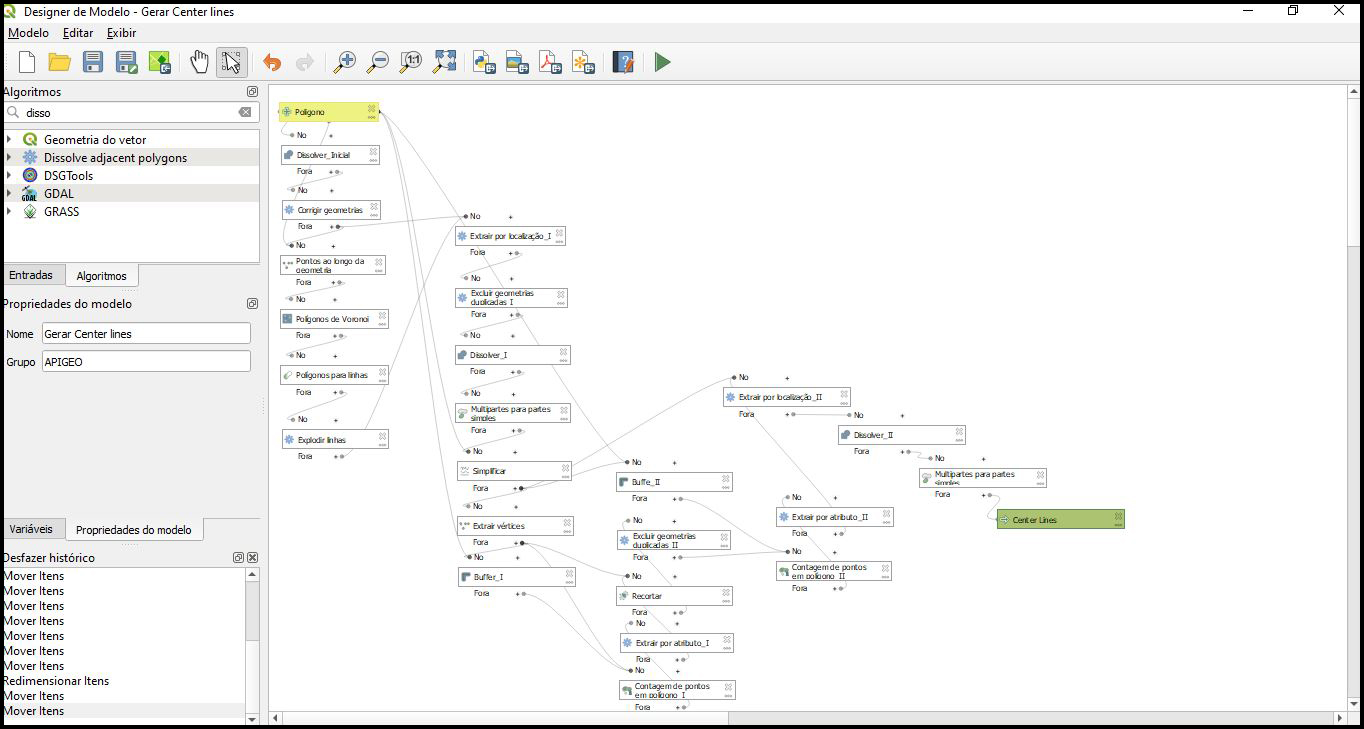 Designer de Modelo - Gerar Center lines
Modelo Editar Exibir
1:1
Algoritmos
disso
Geometria do vetor
Dissolve adjacent polygons
DSGTools
GDAL
GRASS
Entradas Algoritmos
Propriedades do modelo
Nome Gerar Center lines
Grupo APIGEO
Variáveis Propriedades do modelo
Desfazer histórico
Mover Itens
Mover Itens
Mover Itens
Mover Itens
Mover Itens
Mover Itens
Mover Itens
Redimensionar Itens
Mover Itens
Mover Itens
Polígono
No +
Dissolver_Inicial
Fora +
No +
Corrigir geometrias
Fora +
No +
Pontos ao longo da
geometria
Fora +
No +
Polígonos de Voronoi
Fora +
No +
Polígonos para linhas
Fora +
No +
Explodir linhas
Fora +
No +
Extrair por localização_I
Fora +
No +
Excluir geometrias
duplicadas_I
Fora +
No +
Dissolver_I
Fora +
No +
Multipartes para partes
simples
Fora +
No +
Simplificar
Fora +
No +
Extrair vértices
Fora +
No +
Buffer_I
Fora +
No +
Buffe_II
Fora +
No +
Excluir geometrias
duplicadas_II
Fora +
No +
Recortar
Fora +
No +
Extrair por atributo_I
Fora +
No +
Contagem de pontos
em polígono_I
Fora +
No +
Extrair por localização_II
Fora +
No +
Dissolver_II
Fora +
No +
Multipartes para partes
simples
Fora +
Center Lines
No +
Extrair por atributo_II
Fora +
No +
Contagem de pontos
em polígono_II
Fora +